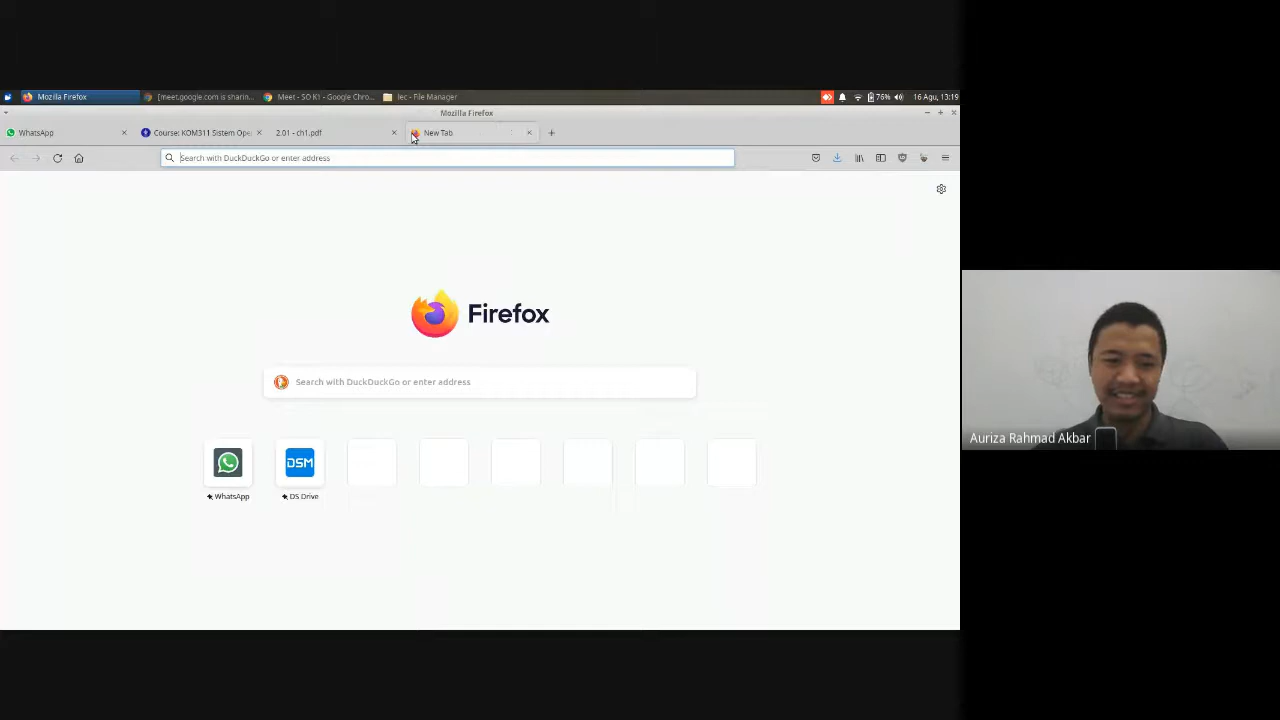 Mozilla Firefox
[meet.google.com is sharin...
Meet - SO K1 - Google Chro...
lec - File Manager
76%
16 Agu, 13:19
Mozilla Firefox
WhatsApp
Course: KOM311 Sistem Ope
2.01 - ch1.pdf
New Tab
Search with DuckDuckGo or enter address
Firefox
Search with DuckDuckGo or enter address
DSM
WhatsApp
DS Drive
Auriza Rahmad Akbar